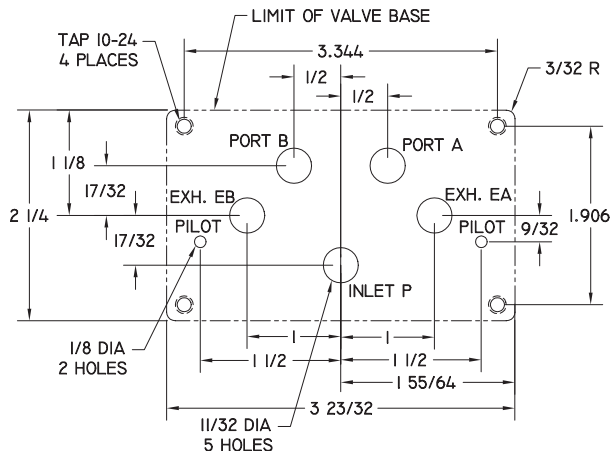 LIMIT OF VALVE BASE
TAP 10-24
4 PLACES
3.344
1/2
3/32 R
1/2
PORT B
PORT A
1 1/8
17/32
EXH. EB
EXH. EA
2 1/4
PILOT
PILOT
9/32
1.906
17/32
INLET P
1
1
1/8 DIA
2 HOLES
1 1/2
1 1/2
1 55/64
3 23/32
11/32 DIA
5 HOLES